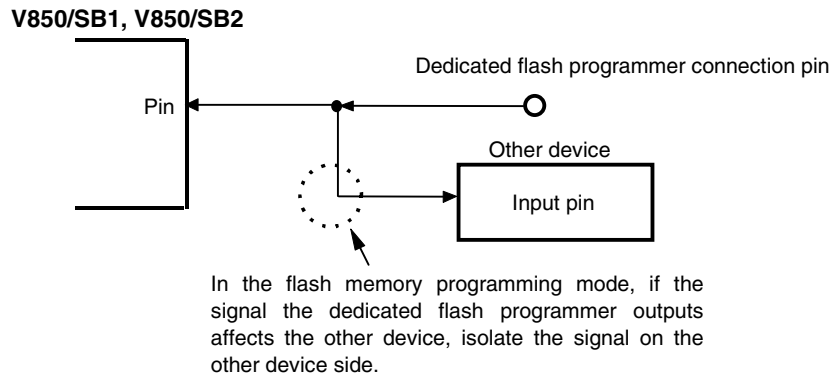 V850/SB1, V850/SB2
Dedicated flash programmer connection pin
Pin
Other device
Input pin
In the flash memory programming mode, if the
signal the dedicated flash programmer outputs
affects the other device, isolate the signal on the
other device side.